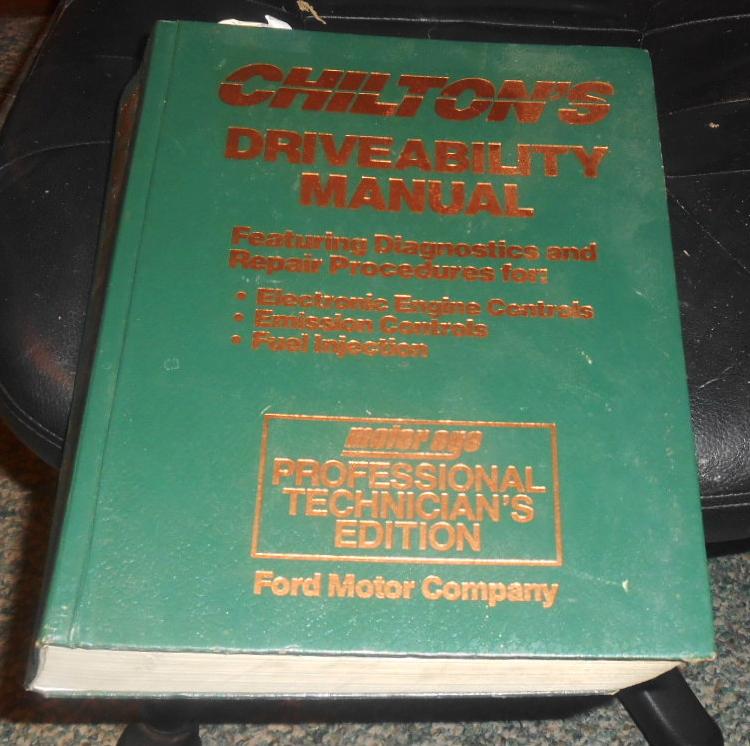 CHILTON'S
DRIVEABILITY
MANUAL
Featuring Diagnostics and
Repair Procedures for:
• Electronic Engine Controls
• Emission Controls
• Fuel Injection
motor age
PROFESSIONAL
TECHNICIAN'S
EDITION
Ford Motor Company